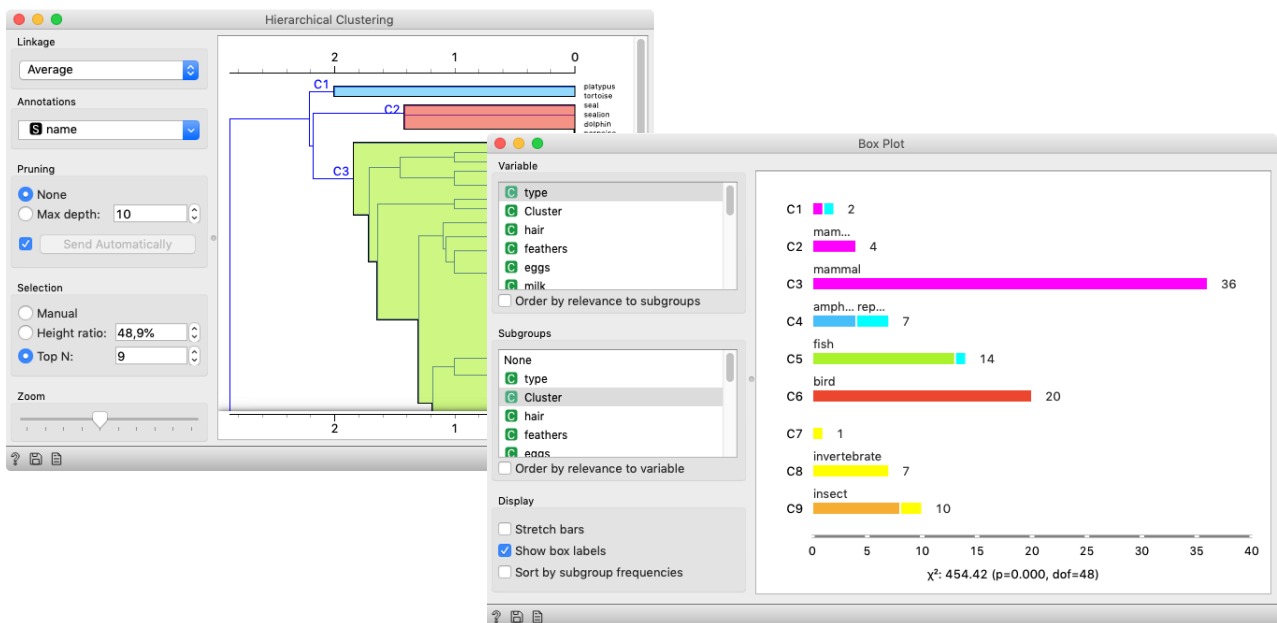 Hierarchical Clustering
Linkage
Average
Annotations
S name
Pruning
None
Max depth: 10
Send Automatically
Selection
Manual
Height ratio: 48,9%
Top N: 9
Zoom
2 1 0
C1
C2
C3
platypus
tortoise
seal
sealion
dolphin
2 1
?
Box Plot
Variable
C type
C Cluster
C hair
C feathers
C eggs
C milk
Order by relevance to subgroups
Subgroups
None
C type
C Cluster
C hair
C feathers
C eggs
Order by relevance to variable
Display
Stretch bars
Show box labels
Sort by subgroup frequencies
C1 2
mam...
C2 4
mammal
C3 36
amph... rep...
C4 7
fish
C5 14
bird
C6 20
C7 1
invertebrate
C8 7
insect
C9 10
0 5 10 15 20 25 30 35 40
χ²: 454.42 (p=0.000, dof=48)
?